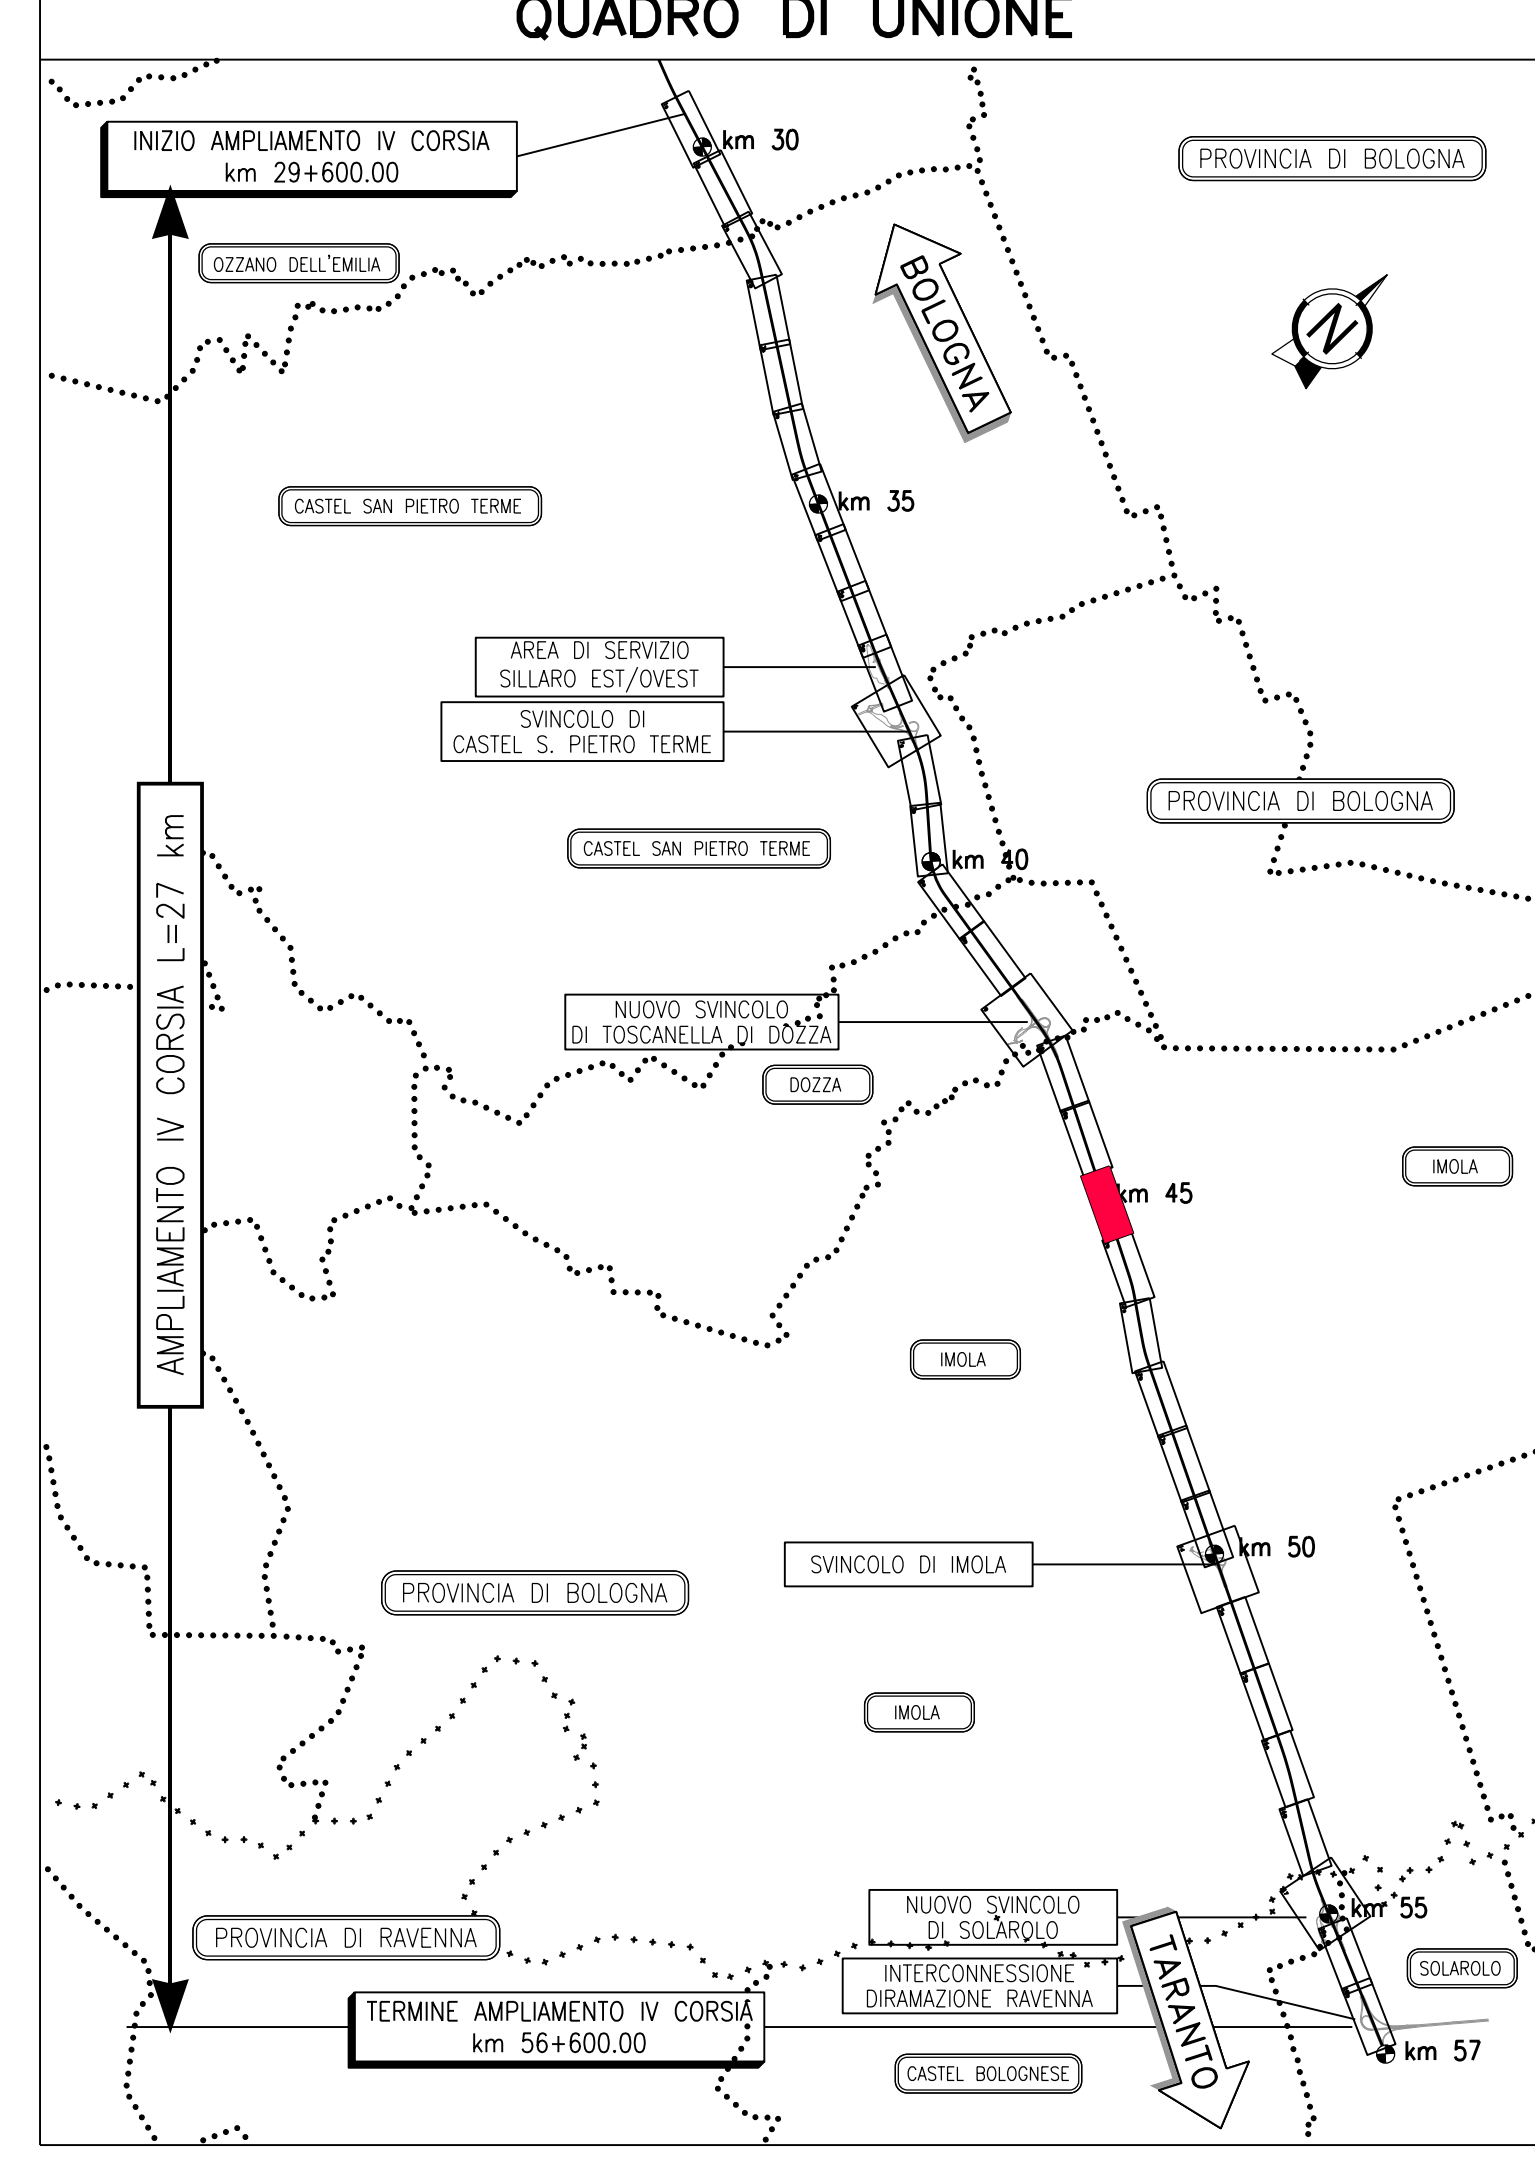 QUADRO DI UNIONE
INIZIO AMPLIAMENTO IV CORSIA
km 29+600.00
km 30
PROVINCIA DI BOLOGNA
OZZANO DELL'EMILIA
BOLOGNA
N
CASTEL SAN PIETRO TERME
km 35
AREA DI SERVIZIO
SILLARO EST/OVEST
SVINCOLO DI
CASTEL S. PIETRO TERME
PROVINCIA DI BOLOGNA
CASTEL SAN PIETRO TERME
km 40
AMPLIAMENTO IV CORSIA L=27 km
NUOVO SVINCOLO
DI TOSCANELLA DI DOZZA
DOZZA
IMOLA
km 45
IMOLA
km 50
SVINCOLO DI IMOLA
PROVINCIA DI BOLOGNA
IMOLA
NUOVO SVINCOLO
DI SOLAROLO
km 55
PROVINCIA DI RAVENNA
SOLAROLO
INTERCONNESSIONE
DIRAMAZIONE RAVENNA
TARANTO
TERMINE AMPLIAMENTO IV CORSIA
km 56+600.00
km 57
CASTEL BOLOGNESE